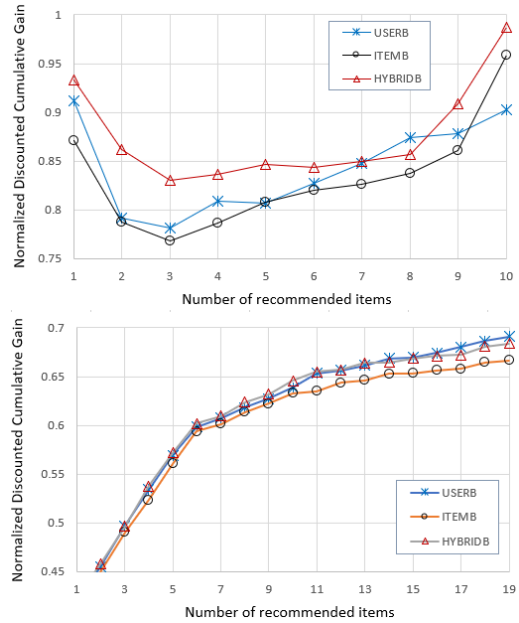 1
0.95
0.9
0.85
0.8
0.75
Normalized Discounted Cumulative Gain
USERB
ITEMB
HYBRIDB
1 2 3 4 5 6 7 8 9 10
Number of recommended items
0.7
0.65
0.6
0.55
0.5
0.45
Normalized Discounted Cumulative Gain
USERB
ITEMB
HYBRIDB
1 3 5 7 9 11 13 15 17 19
Number of recommended items